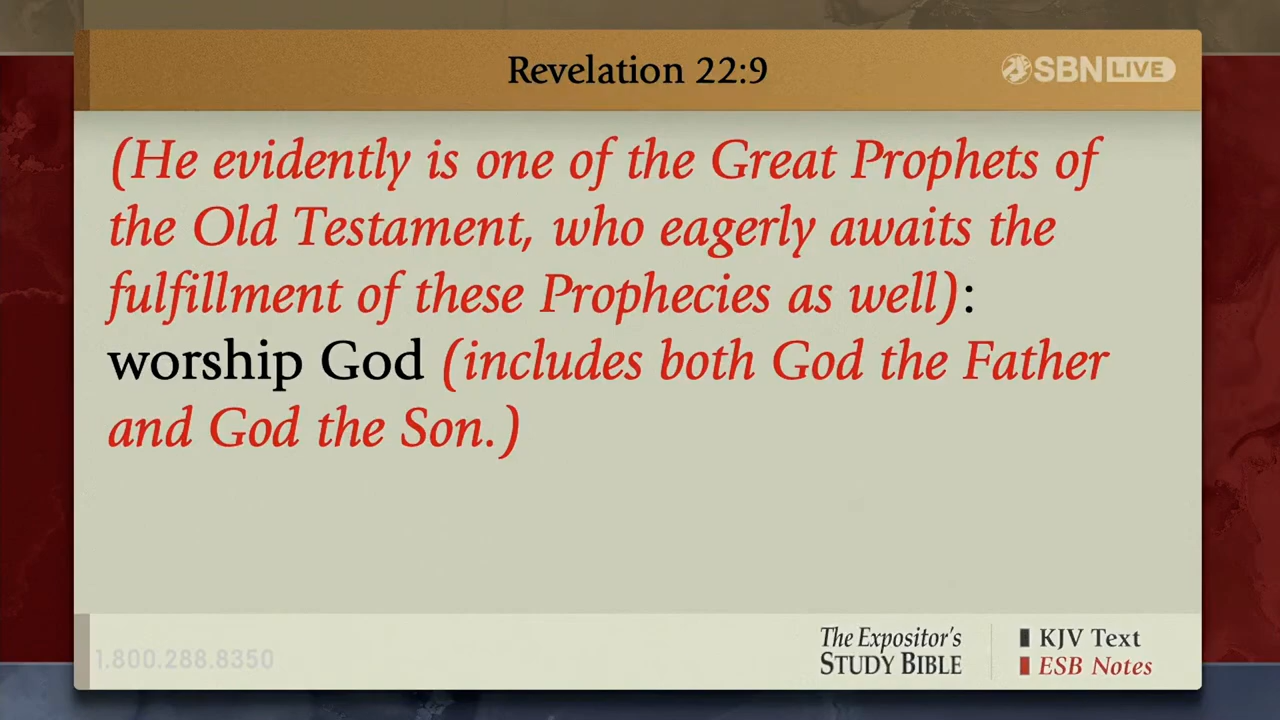 Revelation 22:9
SBN LIVE
(He evidently is one of the Great Prophets of
the Old Testament, who eagerly awaits the
fulfillment of these Prophecies as well):
worship God (includes both God the Father
and God the Son.)
1.800.288.8350
The Expositor's
STUDY BIBLE
KJV Text
ESB Notes